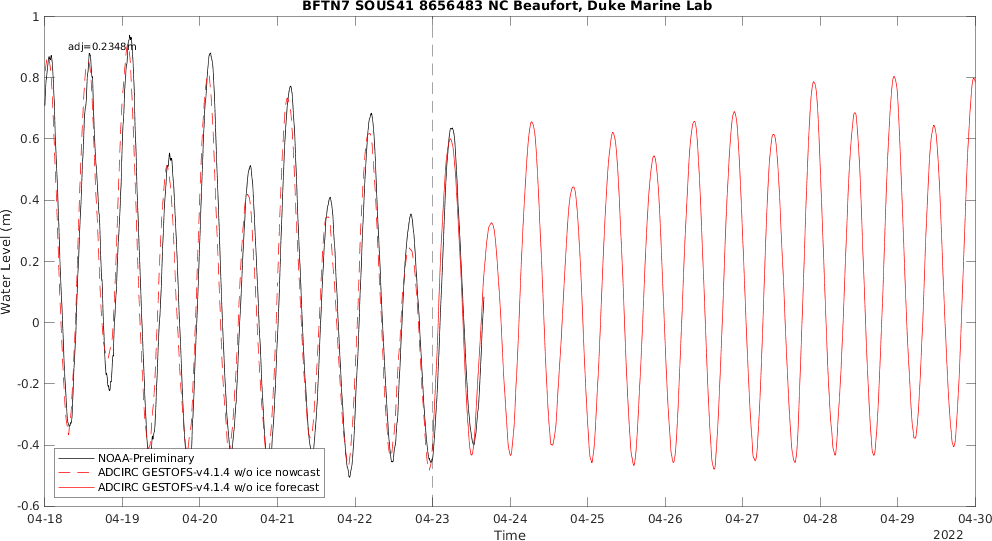 BFTN7 SOUS41 8656483 NC Beaufort, Duke Marine Lab
adj=0.2348m
1
0.8
0.6
0.4
0.2
0
-0.2
-0.4
-0.6
Water Level (m)
NOAA-Preliminary
ADCIRC GESTOFS-v4.1.4 w/o ice nowcast
ADCIRC GESTOFS-v4.1.4 w/o ice forecast
04-18 04-19 04-20 04-21 04-22 04-23 04-24 04-25 04-26 04-27 04-28 04-29 04-30
Time
2022